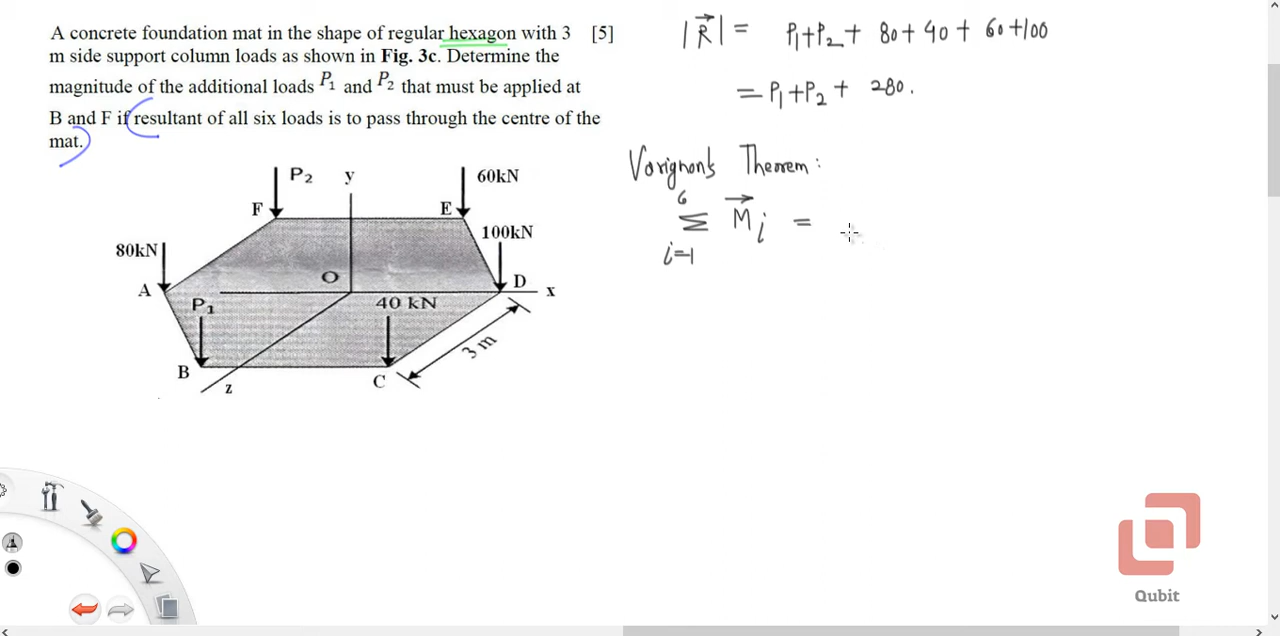 A concrete foundation mat in the shape of regular hexagon with 3 [5]
m side support column loads as shown in Fig. 3c. Determine the
magnitude of the additional loads P1 and P2 that must be applied at
B and F if resultant of all six loads is to pass through the centre of the
mat.
|R⃗| = P1+P2+ 80+ 40+ 60+100
= P1+P2+ 280.
Varignon's Theorem:
6
Σ M⃗i =
i=1
P2 y 60kN
F E
80kN 100kN
A O D x
P1 40 kN
3 m
B C
z
Qubit